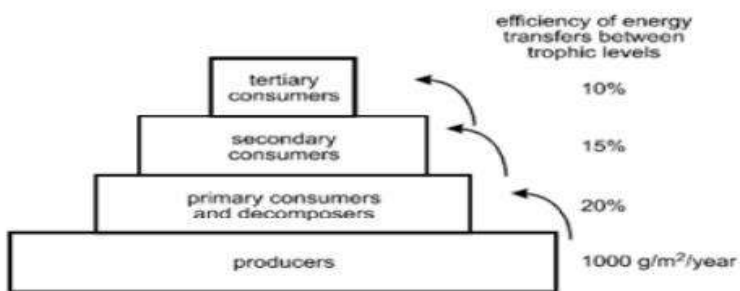 efficiency of energy
transfers between
trophic levels
tertiary
consumers
10%
secondary
consumers
15%
primary consumers
and decomposers
20%
producers
1000 g/m²/year